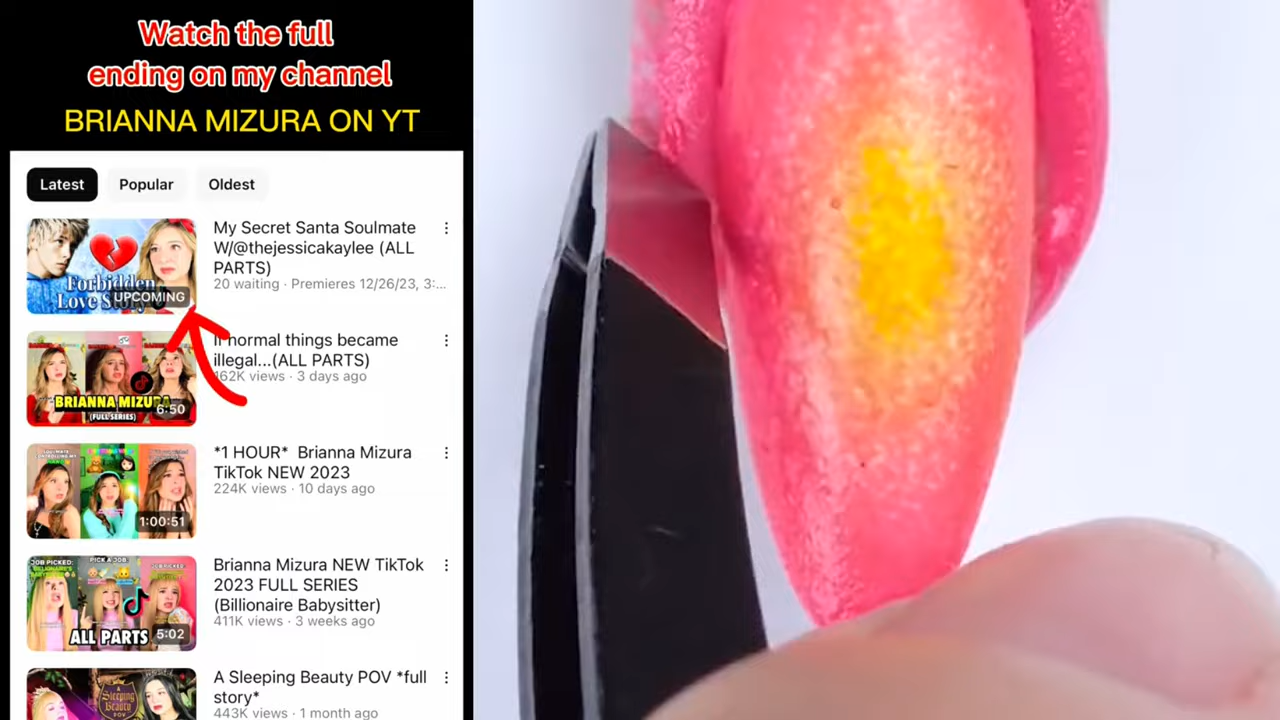 Watch the full
ending on my channel
BRIANNA MIZURA ON YT
Latest
Popular
Oldest
Forbidden
Love Story
UPCOMING
My Secret Santa Soulmate
W/@thejessicakaylee (ALL
PARTS)
20 waiting · Premieres 12/26/23, 3:...
BRIANNA MIZURA
(FULL SERIES)
6:50
If normal things became
illegal...(ALL PARTS)
162K views · 3 days ago
1:00:51
*1 HOUR* Brianna Mizura
TikTok NEW 2023
224K views · 10 days ago
JOB PICKED:
BILLIONAIRE'S
PICK A JOB
ALL PARTS
5:02
Brianna Mizura NEW TikTok
2023 FULL SERIES
(Billionaire Babysitter)
411K views · 3 weeks ago
A
Sleeping
Beauty
POV
A Sleeping Beauty POV *full
story*
443K views · 1 month ago